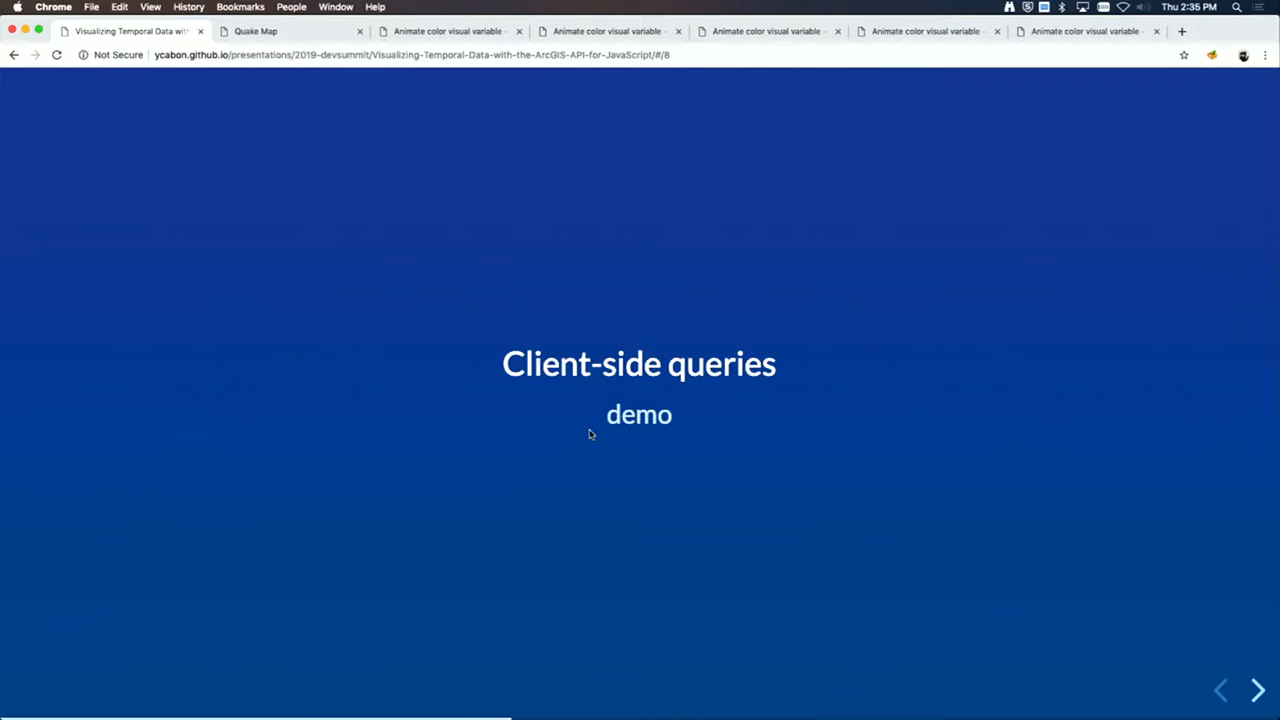 Chrome File Edit View History Bookmarks People Window Help Thu 2:35 PM
Visualizing Temporal Data wit Quake Map Animate color visual variable - Animate color visual variable - Animate color visual variable - Animate color visual variable - Animate color visual variable -
Not Secure ycabon.github.io/presentations/2019-devsummit/Visualizing-Temporal-Data-with-the-ArcGIS-API-for-JavaScript/#/8
Client-side queries
demo